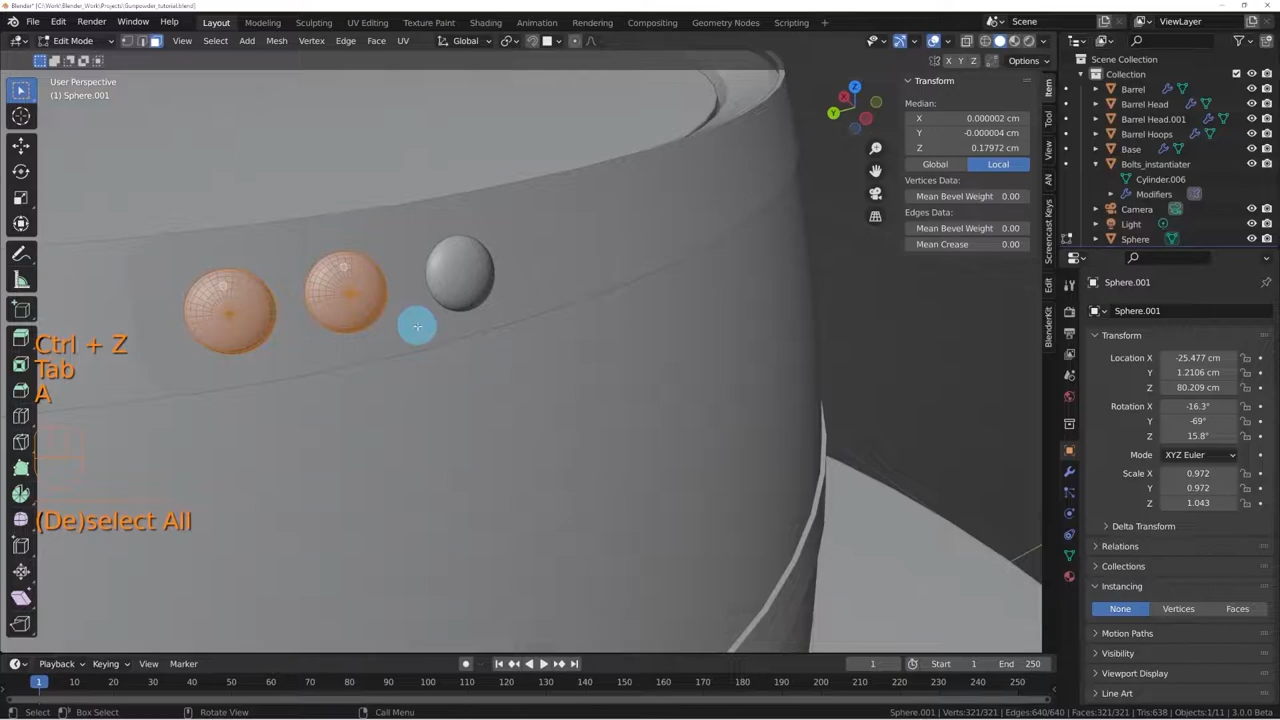 Blender* [C:\Work\Blender_Work\Projects\Gunpowder_tutorial.blend]
File Edit Render Window Help Layout Modeling Sculpting UV Editing Texture Paint Shading Animation Rendering Compositing Geometry Nodes Scripting + Scene ViewLayer
Edit Mode View Select Add Mesh Vertex Edge Face UV Global
X Y Z Options
User Perspective
(1) Sphere.001
Z
X
Y
Transform
Median:
X 0.000002 cm
Y -0.000004 cm
Z 0.17972 cm
Global Local
Vertices Data:
Mean Bevel Weight 0.00
Edges Data:
Mean Bevel Weight 0.00
Mean Crease 0.00
Item
Tool
View
AN
Screencast Keys
Edit
BlenderKit
Scene Collection
Collection
Barrel
Barrel Head
Barrel Head.001
Barrel Hoops
Base
Bolts_instantiater
Cylinder.006
Modifiers
Camera
Light
Sphere
Sphere.001
Sphere.001
Transform
Location X -25.477 cm
Y 1.2106 cm
Z 80.209 cm
Rotation X -16.3°
Y -69°
Z 15.8°
Mode XYZ Euler
Scale X 0.972
Y 0.972
Z 1.043
Delta Transform
Relations
Collections
Instancing
None Vertices Faces
Motion Paths
Visibility
Viewport Display
Line Art
Ctrl + Z
Tab
A
(De)select All
Playback Keying View Marker 1 Start 1 End 250
1 10 20 30 40 50 60 70 80 90 100 110 120 130 140 150 160 170 180 190 200 210 220 230 240 250
Select Box Select Rotate View Call Menu Sphere.001 | Verts:321/321 | Edges:640/640 | Faces:321/321 | Tris:638 | Objects:1/11 | 3.0.0 Beta